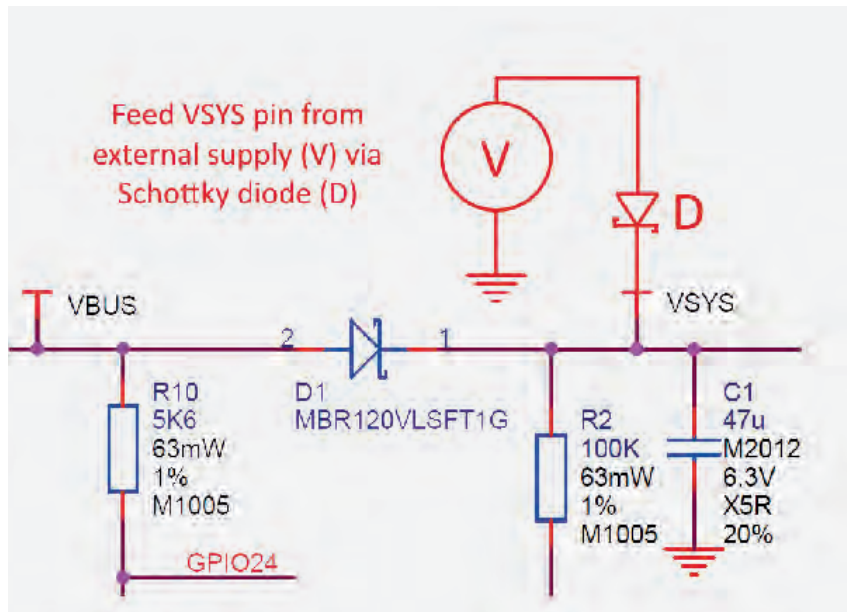 Feed VSYS pin from
external supply (V) via
Schottky diode (D)
V
D
VBUS
VSYS
2
1
R10
5K6
63mW
1%
M1005
D1
MBR120VLSFT1G
R2
100K
63mW
1%
M1005
C1
47u
M2012
6.3V
X5R
20%
GPIO24